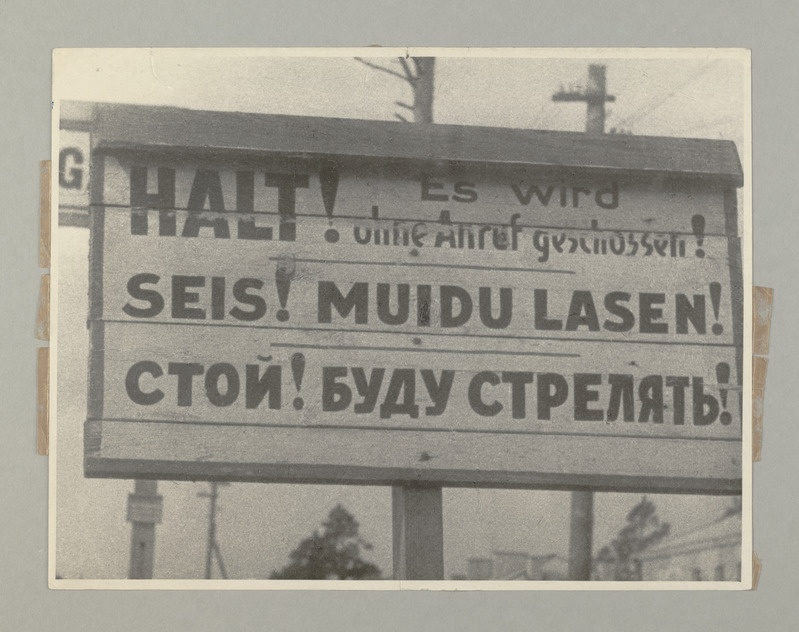 G
HALT! Es wird
ohne Anruf geschossen!
SEIS! MUIDU LASEN!
СТОЙ! БУДУ СТРЕЛЯТЬ!